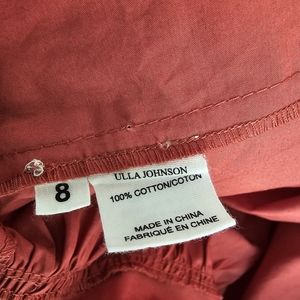 ULLA JOHNSON
8
100% COTTON/COTON
MADE IN CHINA
FABRIQUÉ EN CHINE